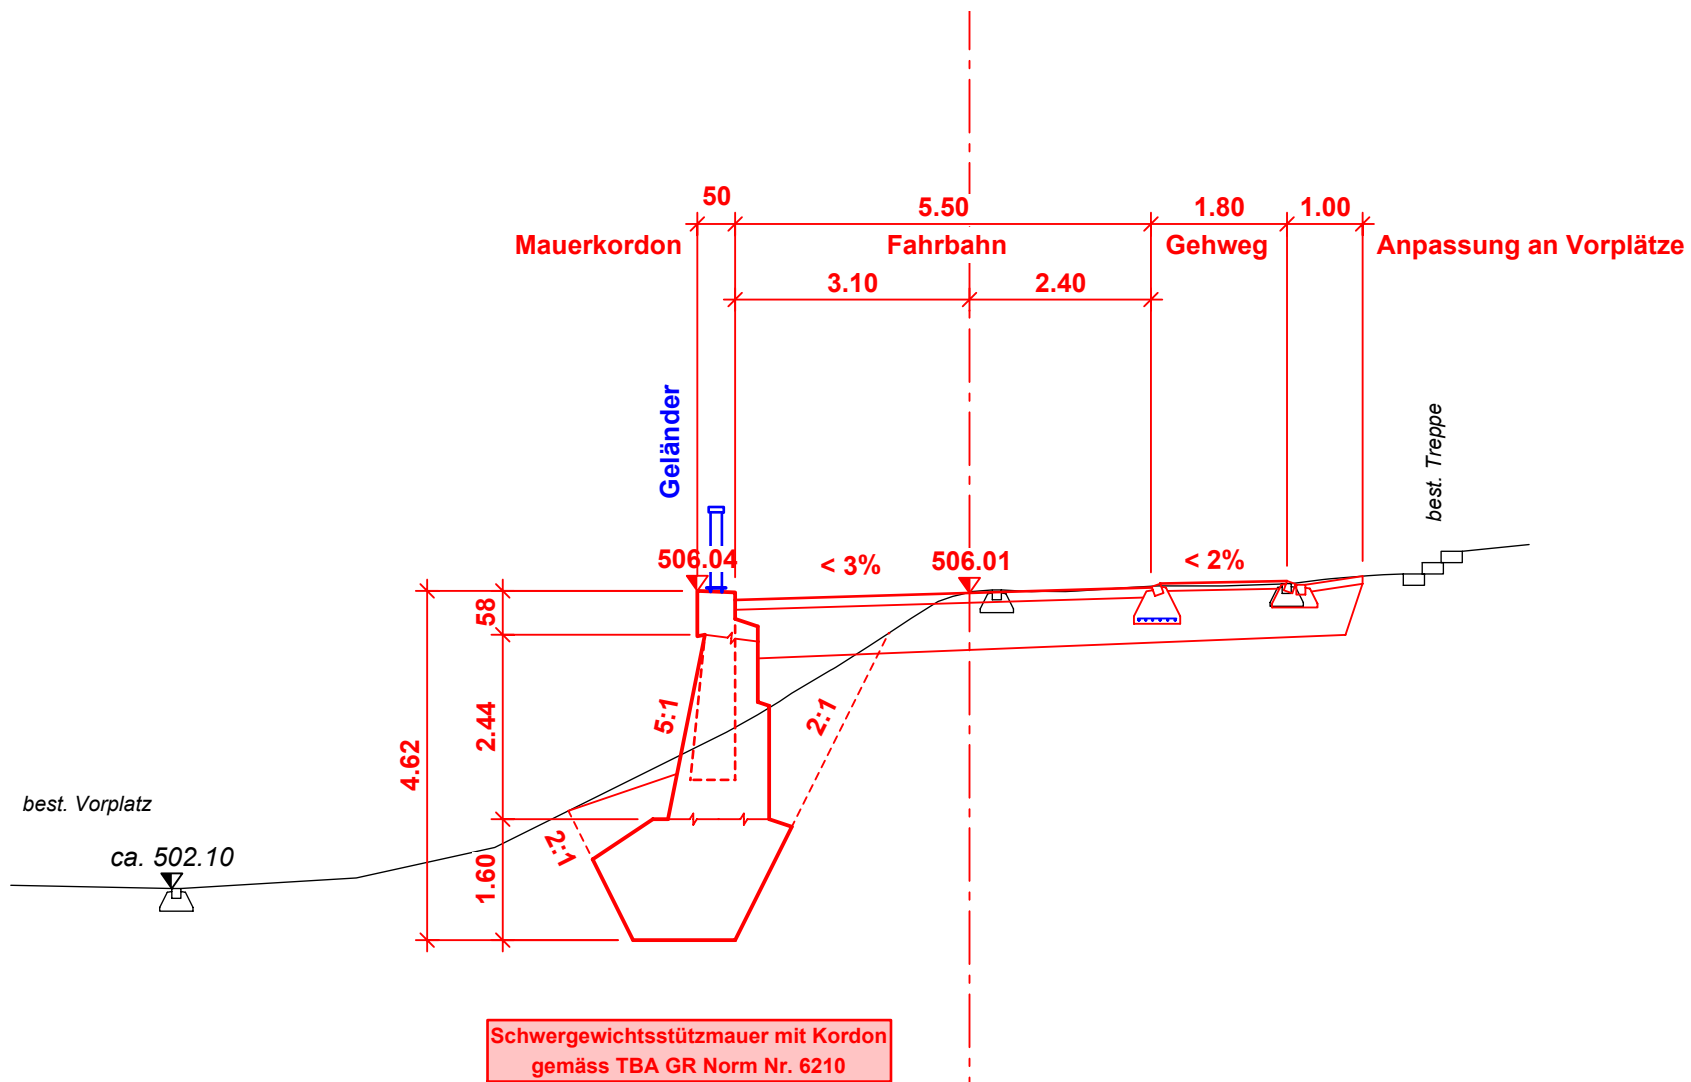 50
5.50
1.80
1.00
Mauerkordon
Fahrbahn
Gehweg
Anpassung an Vorplätze
3.10
2.40
Geländer
best. Treppe
506.04
< 3%
506.01
< 2%
58
5:1
2:1
2.44
4.62
best. Vorplatz
2:1
ca. 502.10
1.60
Schwergewichtsstützmauer mit Kordon
gemäss TBA GR Norm Nr. 6210